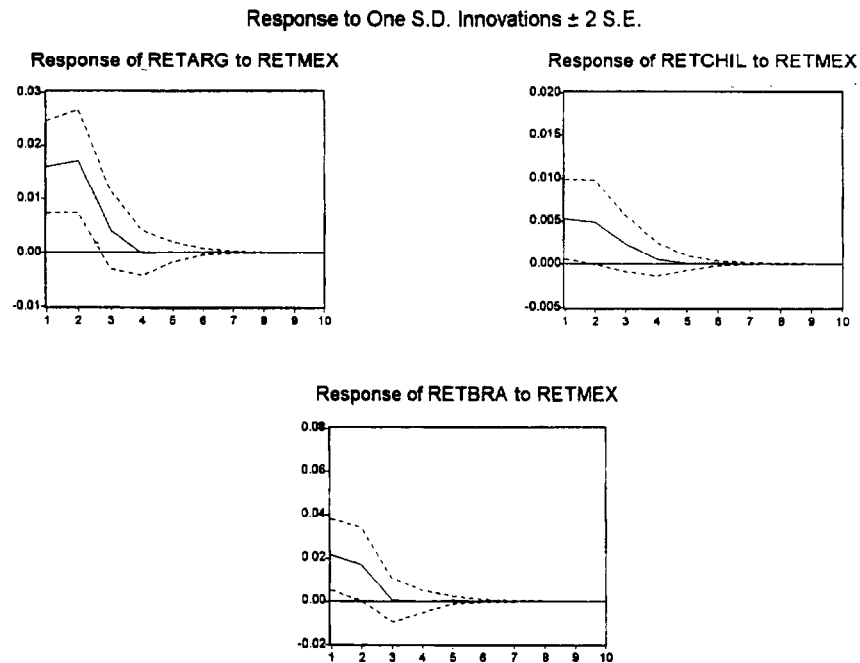 Response to One S.D. Innovations ± 2 S.E.
Response of RETARG to RETMEX
0.03
0.02
0.01
0.00
-0.01
1 2 3 4 5 6 7 8 9 10
Response of RETCHIL to RETMEX
0.020
0.015
0.010
0.005
0.000
-0.005
1 2 3 4 5 6 7 8 9 10
Response of RETBRA to RETMEX
0.08
0.06
0.04
0.02
0.00
-0.02
1 2 3 4 5 6 7 8 9 10